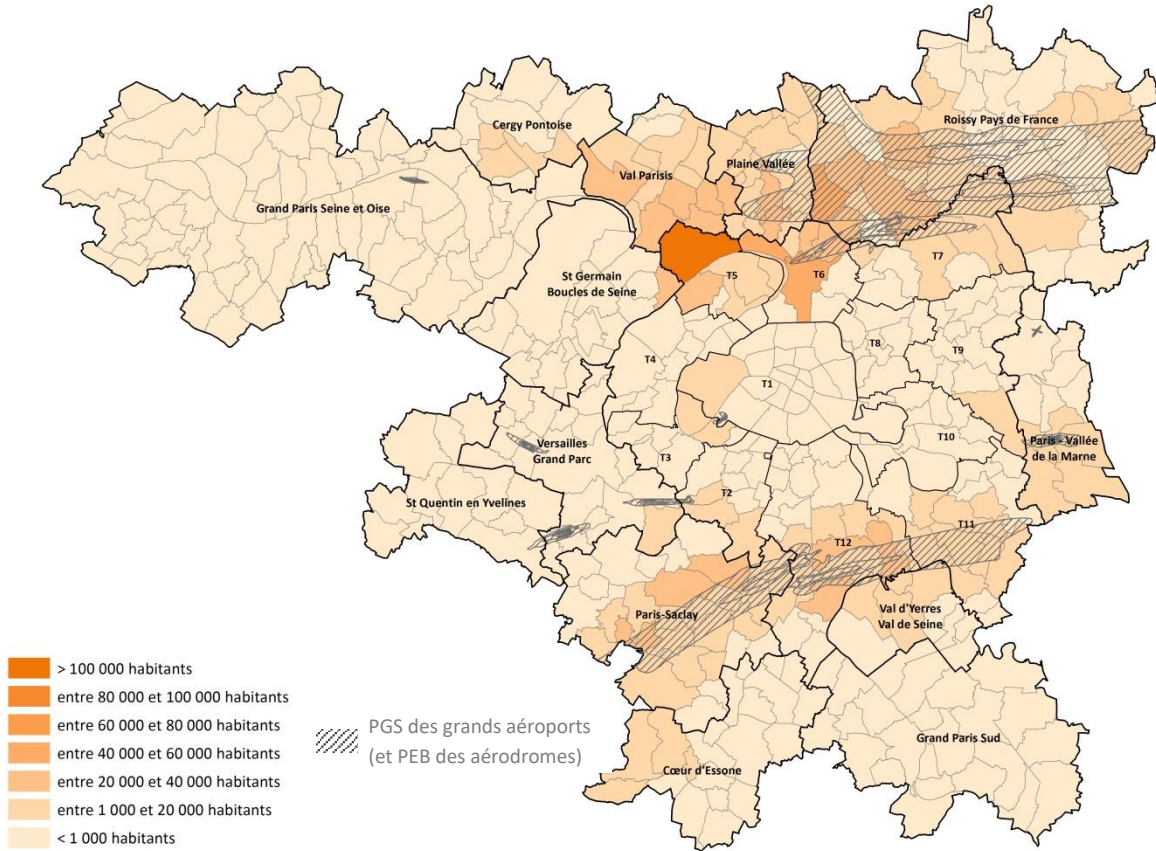 Cergy Pontoise
Roissy Pays de France
Plaine Vallée
Val Parisis
Grand Paris Seine et Oise
T7
St Germain
Boucles de Seine
T5
T6
T4
T8
T9
T1
Versailles
Grand Parc
T3
T10
Paris - Vallée
de la Marne
St Quentin en Yvelines
T2
T11
T12
Paris-Saclay
Val d'Yerres
Val de Seine
> 100 000 habitants
entre 80 000 et 100 000 habitants
entre 60 000 et 80 000 habitants
entre 40 000 et 60 000 habitants
entre 20 000 et 40 000 habitants
entre 1 000 et 20 000 habitants
< 1 000 habitants
PGS des grands aéroports
(et PEB des aérodromes)
Grand Paris Sud
Cœur d'Essone